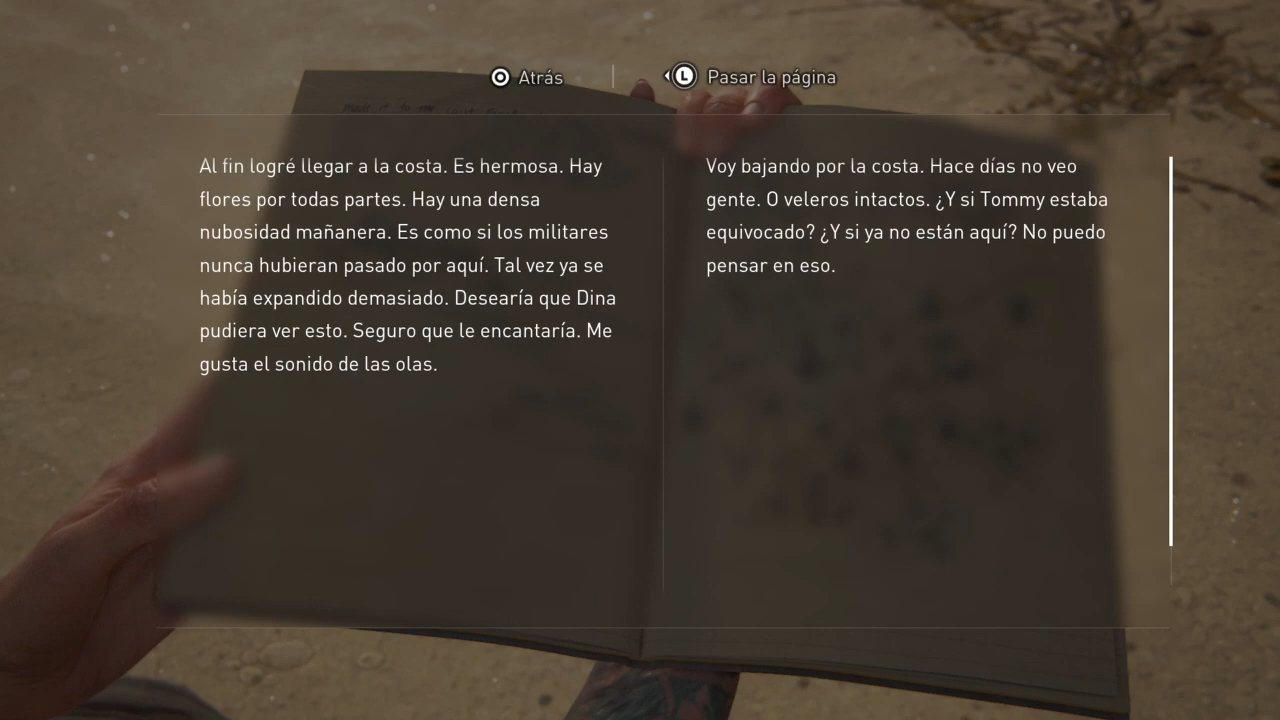 Atrás
L Pasar la página
Al fin logré llegar a la costa. Es hermosa. Hay
flores por todas partes. Hay una densa
nubosidad mañanera. Es como si los militares
nunca hubieran pasado por aquí. Tal vez ya se
había expandido demasiado. Desearía que Dina
pudiera ver esto. Seguro que le encantaría. Me
gusta el sonido de las olas.
Voy bajando por la costa. Hace días no veo
gente. O veleros intactos. ¿Y si Tommy estaba
equivocado? ¿Y si ya no están aquí? No puedo
pensar en eso.